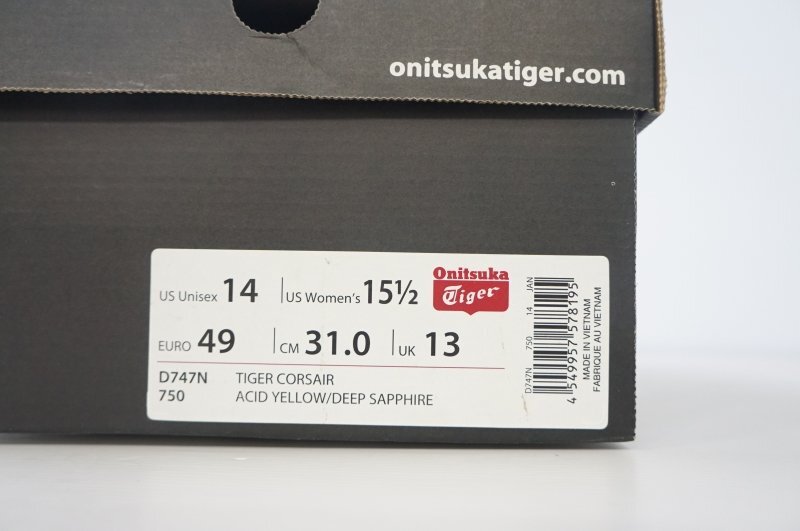 onitsukatiger.com
US Unisex 14 US Women's 15½
Onitsuka
Tiger
EURO 49 CM 31.0 UK 13
D747N TIGER CORSAIR
750 ACID YELLOW/DEEP SAPPHIRE
D747N 750 14 JAN
4 549957 578195
MADE IN VIETNAM
FABRIQUE AU VIETNAM